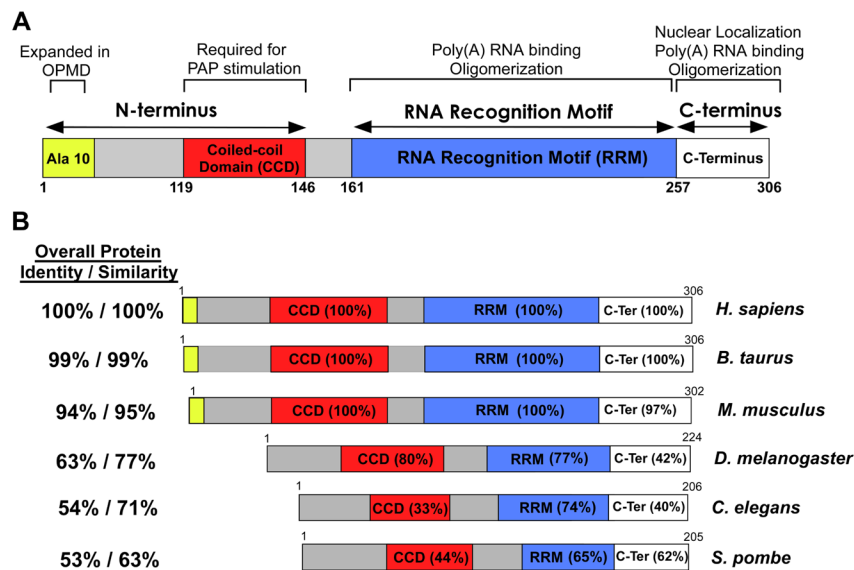 A
Expanded in
OPMD
Required for
PAP stimulation
Poly(A) RNA binding
Oligomerization
Nuclear Localization
Poly(A) RNA binding
Oligomerization
N-terminus
RNA Recognition Motif
C-terminus
Ala 10
Coiled-coil
Domain (CCD)
RNA Recognition Motif (RRM)
C-Terminus
1 119 146 161 257 306
B
Overall Protein
Identity / Similarity
1 306
100% / 100% CCD (100%) RRM (100%) C-Ter (100%) H. sapiens
1 306
99% / 99% CCD (100%) RRM (100%) C-Ter (100%) B. taurus
1 302
94% / 95% CCD (100%) RRM (100%) C-Ter (97%) M. musculus
1 224
63% / 77% CCD (80%) RRM (77%) C-Ter (42%) D. melanogaster
1 206
54% / 71% CCD (33%) RRM (74%) C-Ter (40%) C. elegans
1 205
53% / 63% CCD (44%) RRM (65%) C-Ter (62%) S. pombe